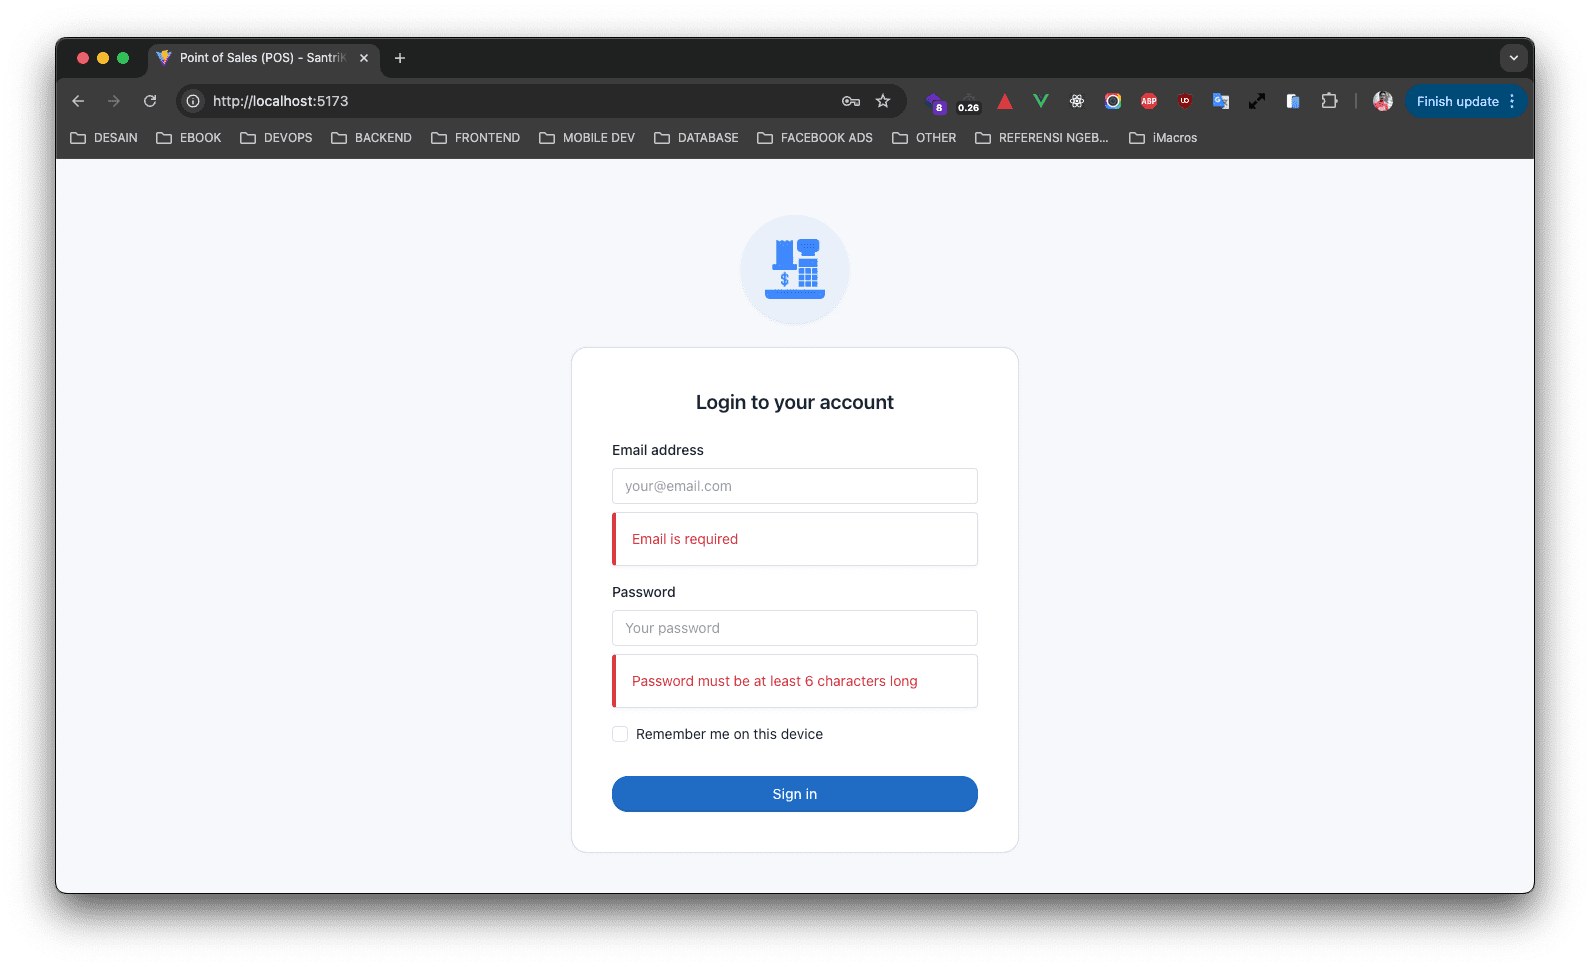 Point of Sales (POS) - Santri
http://localhost:5173
8
0.26
ABP
Finish update
DESAIN
EBOOK
DEVOPS
BACKEND
FRONTEND
MOBILE DEV
DATABASE
FACEBOOK ADS
OTHER
REFERENSI NGEB...
iMacros
$
Login to your account
Email address
your@email.com
Email is required
Password
Your password
Password must be at least 6 characters long
Remember me on this device
Sign in